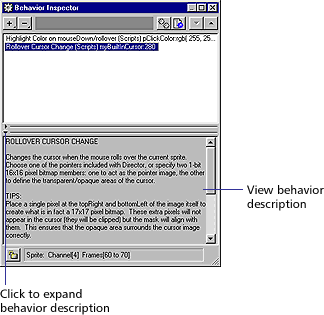 Behavior Inspector
Highlight Color on mouseDown/rollover (Scripts) pClickColor:rgb( 255, 25...
Rollover Cursor Change (Scripts) myBuiltInCursor:280
ROLLOVER CURSOR CHANGE
Changes the cursor when the mouse rolls over the current sprite.
Choose one of the pointers included with Director, or specify two 1-bit
16x16 pixel bitmap members: one to act as the pointer image, the other
to define the transparent/opaque areas of the cursor.
TIPS:
Place a single pixel at the topRight and bottomLeft of the image itself to
create what is in fact a 17x17 pixel bitmap. These extra pixels will not
appear in the cursor (they will be clipped) but the mask will align with
them. This ensures that the opaque area surrounds the cursor image
correctly.
View behavior
description
Sprite: Channel[4] Frames[60 to 70]
Click to expand
behavior description